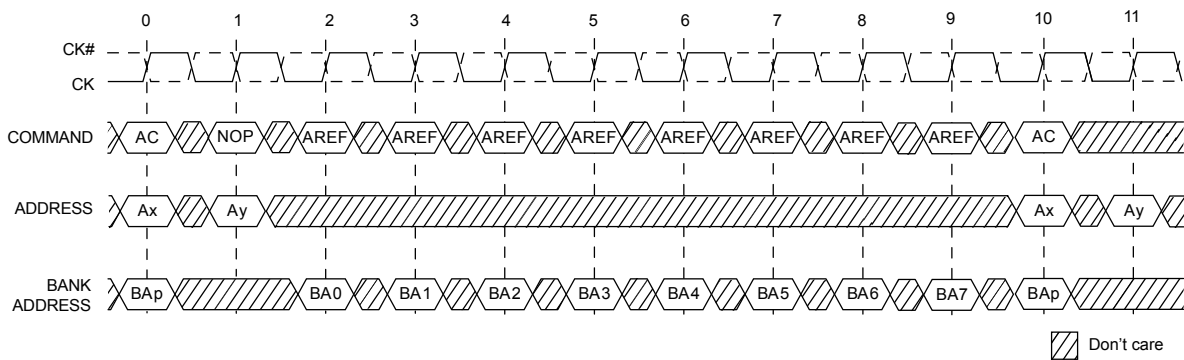 0 1 2 3 4 5 6 7 8 9 10 11
CK#
CK
COMMAND AC NOP AREF AREF AREF AREF AREF AREF AREF AREF AC
ADDRESS Ax Ay Ax Ay
BANK
ADDRESS BAp BA0 BA1 BA2 BA3 BA4 BA5 BA6 BA7 BAp
Don't care